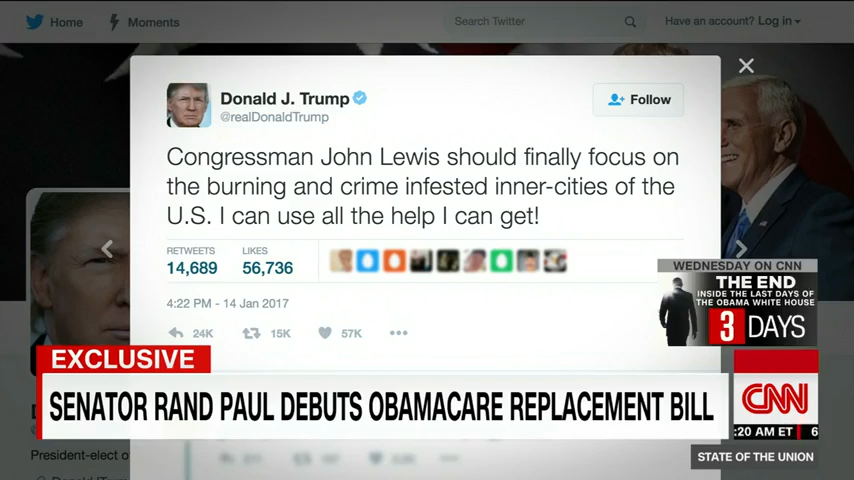 Home
Moments
Search Twitter
Have an account? Log in
Donald J. Trump
@realDonaldTrump
Follow
Congressman John Lewis should finally focus on
the burning and crime infested inner-cities of the
U.S. I can use all the help I can get!
RETWEETS LIKES
14,689 56,736
4:22 PM - 14 Jan 2017
24K 15K 57K
WEDNESDAY ON CNN
THE END
INSIDE THE LAST DAYS OF
THE OBAMA WHITE HOUSE
3 DAYS
EXCLUSIVE
SENATOR RAND PAUL DEBUTS OBAMACARE REPLACEMENT BILL
CNN
:20 AM ET 6
President-elect o
STATE OF THE UNION